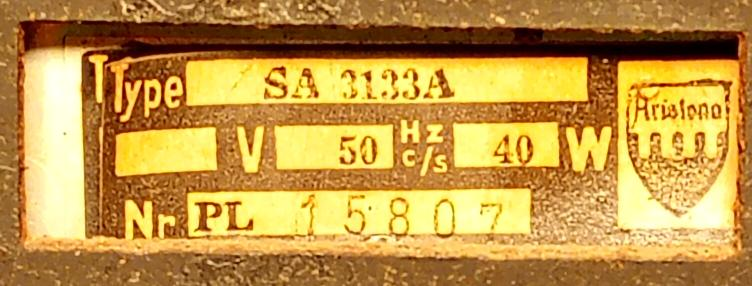 Type SA 3133A
V 50 Hz c/s 40 W
Nr PL 15807
Aristona